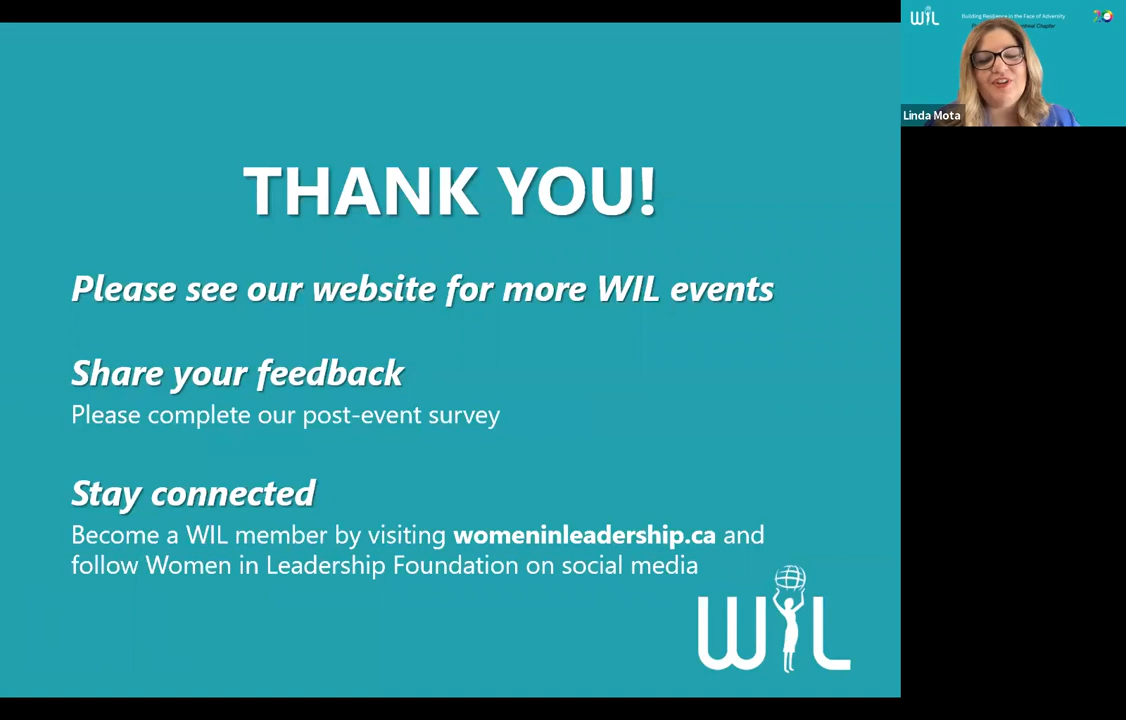 WIL
Building Resilience in the Face of Adversity
Linda Mota
THANK YOU!
Please see our website for more WIL events
Share your feedback
Please complete our post-event survey
Stay connected
Become a WIL member by visiting womeninleadership.ca and
follow Women in Leadership Foundation on social media
WIL